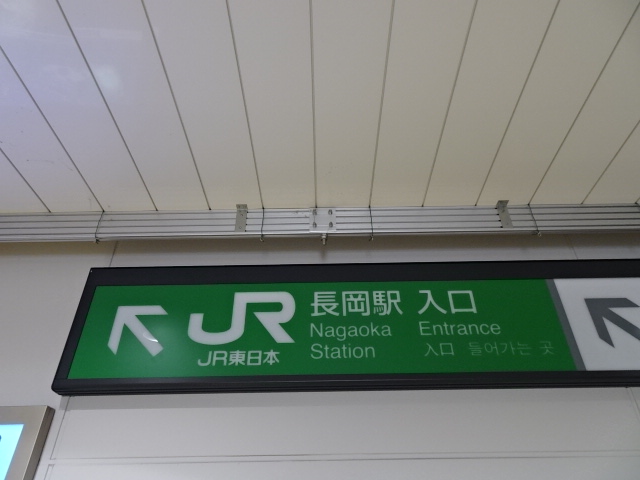 JR
JR東日本
長岡駅 入口
Nagaoka Entrance
Station 入口 들어가는 곳